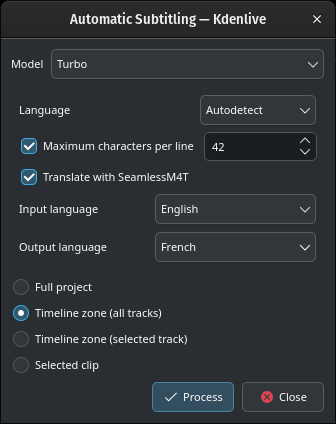 Automatic Subtitling — Kdenlive
Model Turbo
Language Autodetect
Maximum characters per line 42
Translate with SeamlessM4T
Input language English
Output language French
Full project
Timeline zone (all tracks)
Timeline zone (selected track)
Selected clip
Process Close